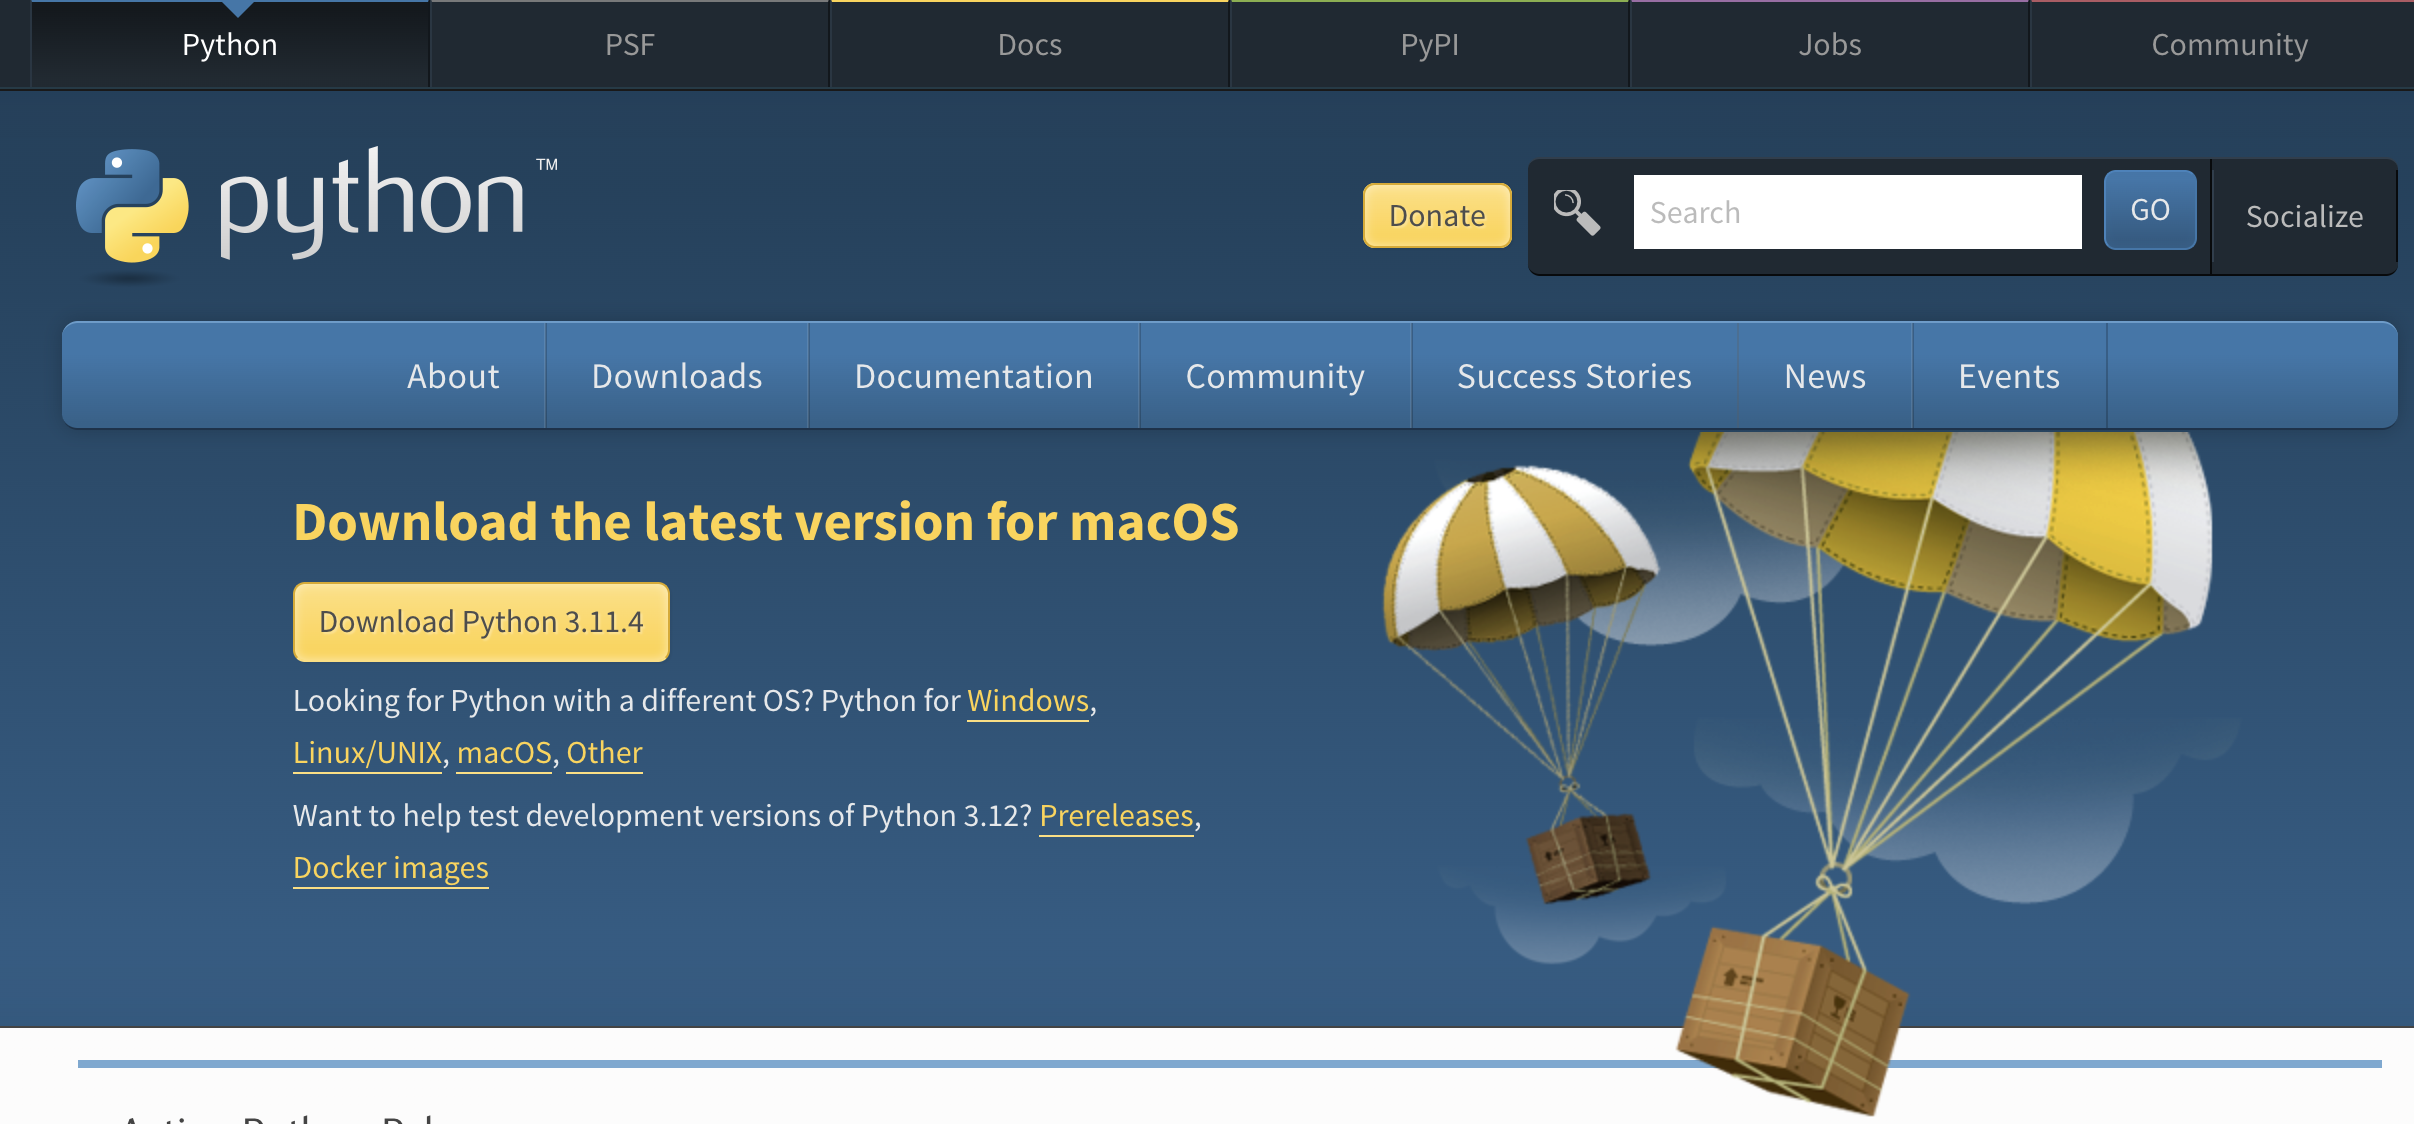 Python PSF Docs PyPI Jobs Community
python TM
Donate Search GO Socialize
About Downloads Documentation Community Success Stories News Events
Download the latest version for macOS
Download Python 3.11.4
Looking for Python with a different OS? Python for Windows,
Linux/UNIX, macOS, Other
Want to help test development versions of Python 3.12? Prereleases,
Docker images